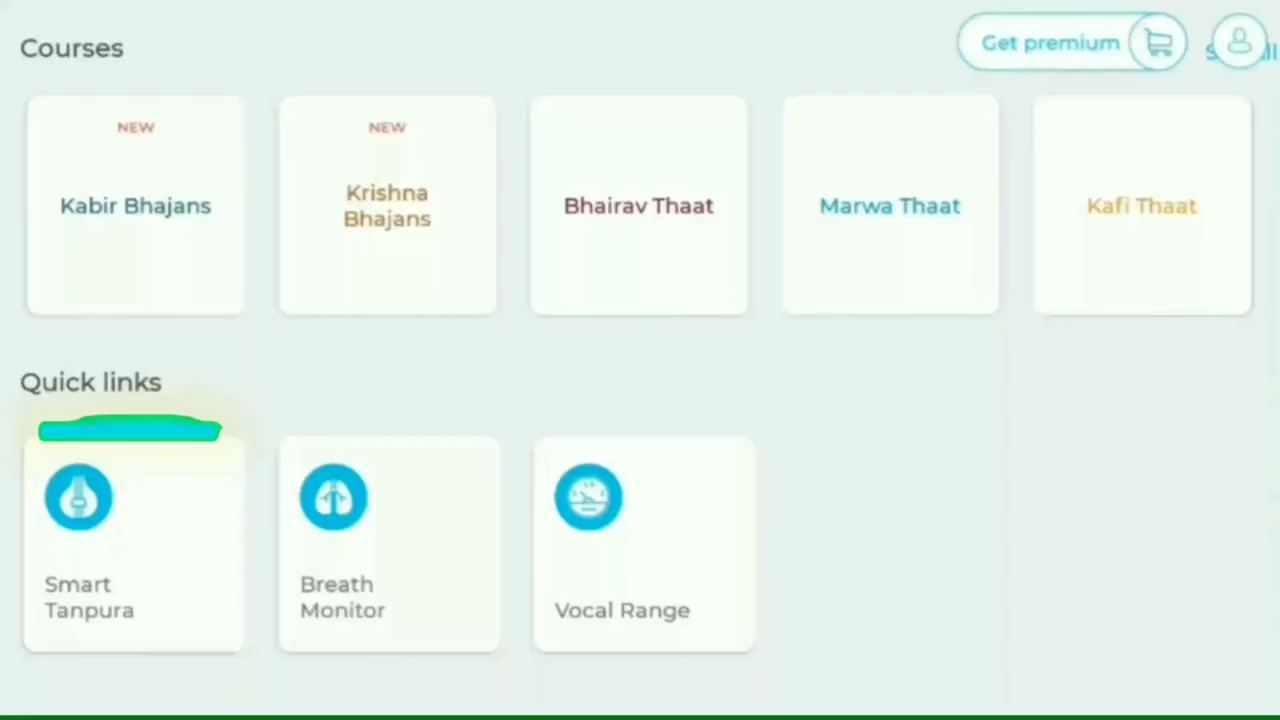 Courses
Get premium
NEW
Kabir Bhajans
NEW
Krishna
Bhajans
Bhairav Thaat
Marwa Thaat
Kafi Thaat
Quick links
Smart
Tanpura
Breath
Monitor
Vocal Range